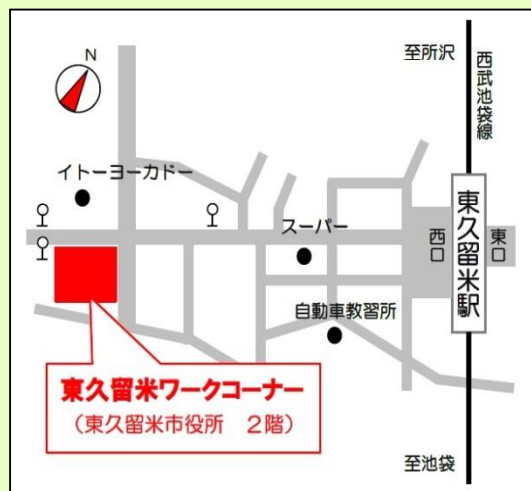 N
至所沢
西武池袋線
イトーヨーカドー
スーパー
西口
東久留米駅
東口
自動車教習所
東久留米ワークコーナー
（東久留米市役所　２階）
至池袋